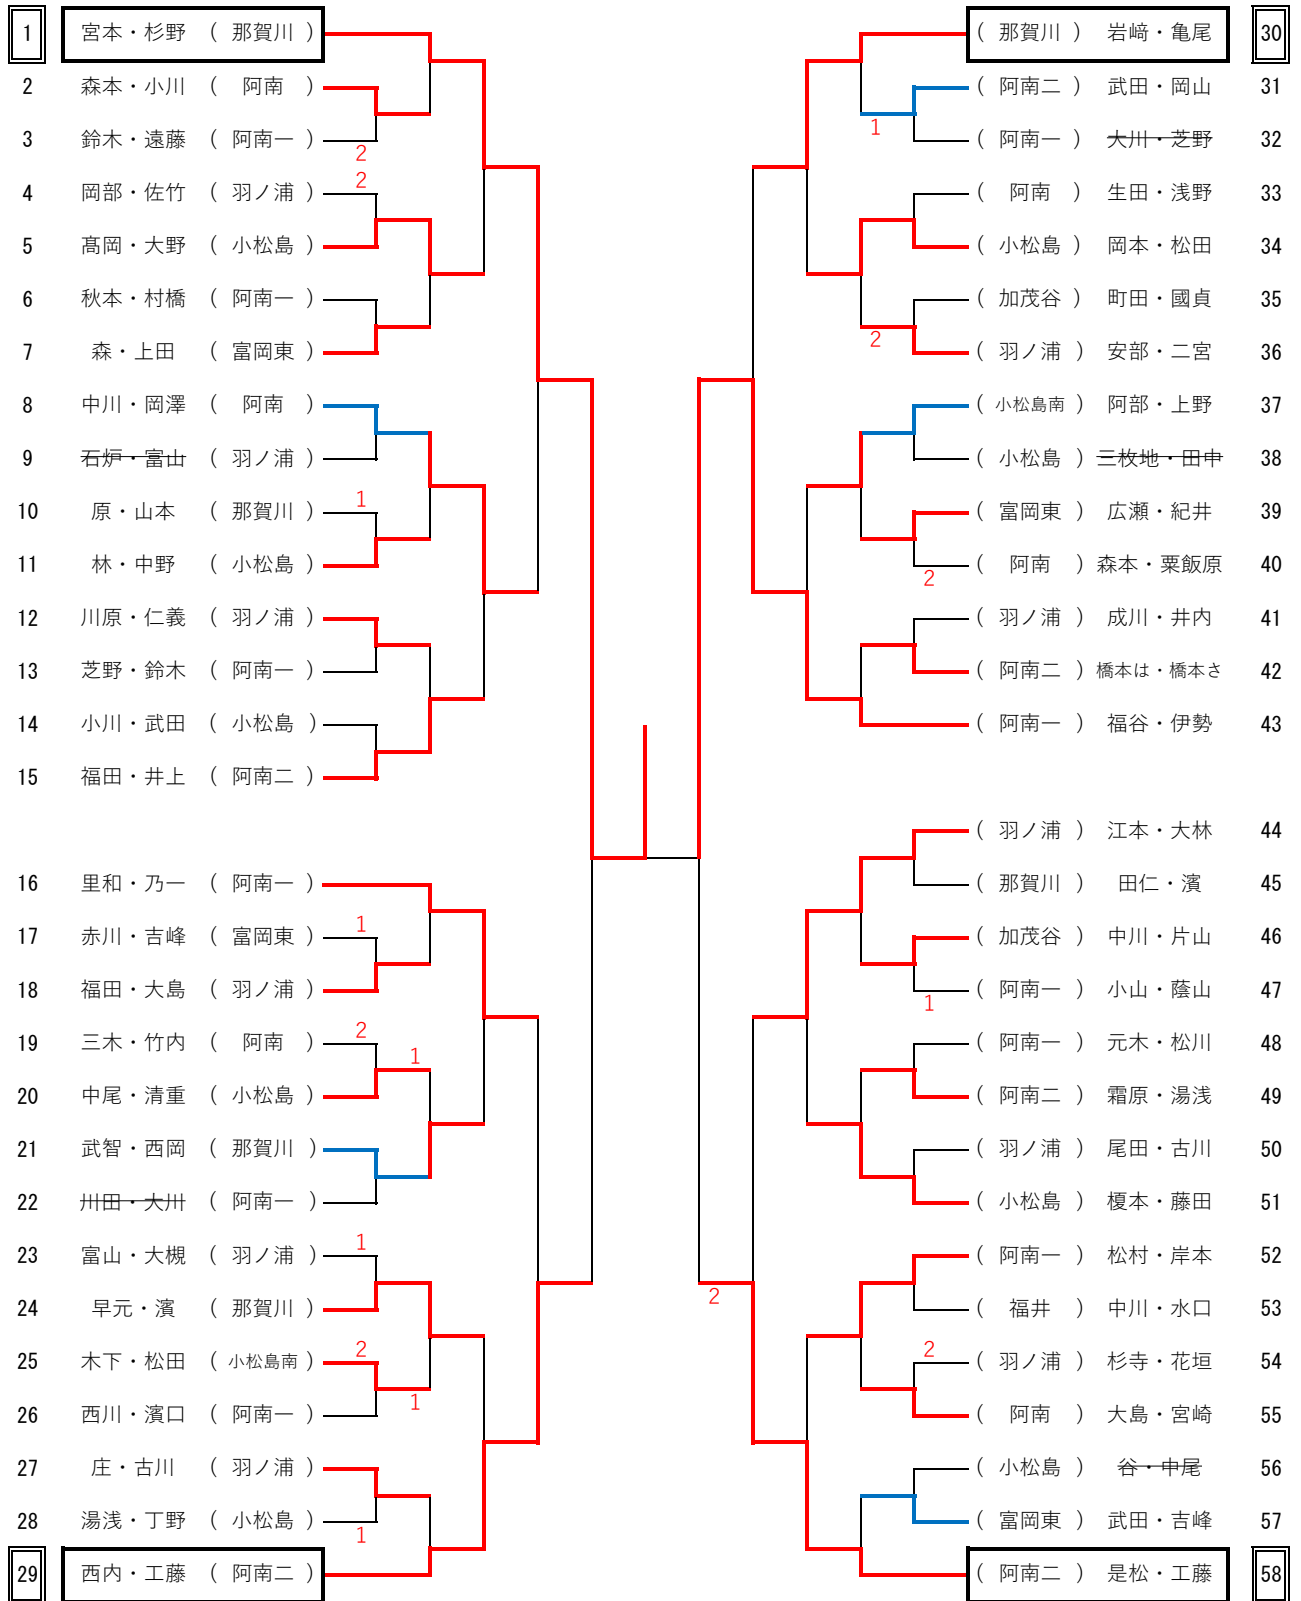 1 宮本・杉野 ( 那賀川 )
2 森本・小川 ( 阿南 )
3 鈴木・遠藤 ( 阿南一 )
2
2
4 岡部・佐竹 ( 羽ノ浦 )
5 髙岡・大野 ( 小松島 )
6 秋本・村橋 ( 阿南一 )
7 森・上田 ( 富岡東 )
8 中川・岡澤 ( 阿南 )
9 石炉・富山 ( 羽ノ浦 )
1
10 原・山本 ( 那賀川 )
11 林・中野 ( 小松島 )
12 川原・仁義 ( 羽ノ浦 )
13 芝野・鈴木 ( 阿南一 )
14 小川・武田 ( 小松島 )
15 福田・井上 ( 阿南二 )
16 里和・乃一 ( 阿南一 )
1
17 赤川・吉峰 ( 富岡東 )
18 福田・大島 ( 羽ノ浦 )
2
19 三木・竹内 ( 阿南 )
1
20 中尾・清重 ( 小松島 )
21 武智・西岡 ( 那賀川 )
22 川田・大川 ( 阿南一 )
1
23 富山・大槻 ( 羽ノ浦 )
24 早元・濱 ( 那賀川 )
2
25 木下・松田 ( 小松島南 )
1
26 西川・濱口 ( 阿南一 )
27 庄・古川 ( 羽ノ浦 )
28 湯浅・丁野 ( 小松島 )
1
29 西内・工藤 ( 阿南二 )
( 那賀川 ) 岩﨑・亀尾 30
( 阿南二 ) 武田・岡山 31
1
( 阿南一 ) 大川・芝野 32
( 阿南 ) 生田・浅野 33
( 小松島 ) 岡本・松田 34
( 加茂谷 ) 町田・國貞 35
2
( 羽ノ浦 ) 安部・二宮 36
( 小松島南 ) 阿部・上野 37
( 小松島 ) 三枚地・田中 38
( 富岡東 ) 広瀬・紀井 39
( 阿南 ) 森本・粟飯原 40
2
( 羽ノ浦 ) 成川・井内 41
( 阿南二 ) 橋本は・橋本さ 42
( 阿南一 ) 福谷・伊勢 43
( 羽ノ浦 ) 江本・大林 44
( 那賀川 ) 田仁・濱 45
( 加茂谷 ) 中川・片山 46
( 阿南一 ) 小山・蔭山 47
1
( 阿南一 ) 元木・松川 48
( 阿南二 ) 霜原・湯浅 49
( 羽ノ浦 ) 尾田・古川 50
( 小松島 ) 榎本・藤田 51
( 阿南一 ) 松村・岸本 52
2
( 福井 ) 中川・水口 53
2
( 羽ノ浦 ) 杉寺・花垣 54
( 阿南 ) 大島・宮崎 55
( 小松島 ) 谷・中尾 56
( 富岡東 ) 武田・吉峰 57
( 阿南二 ) 是松・工藤 58